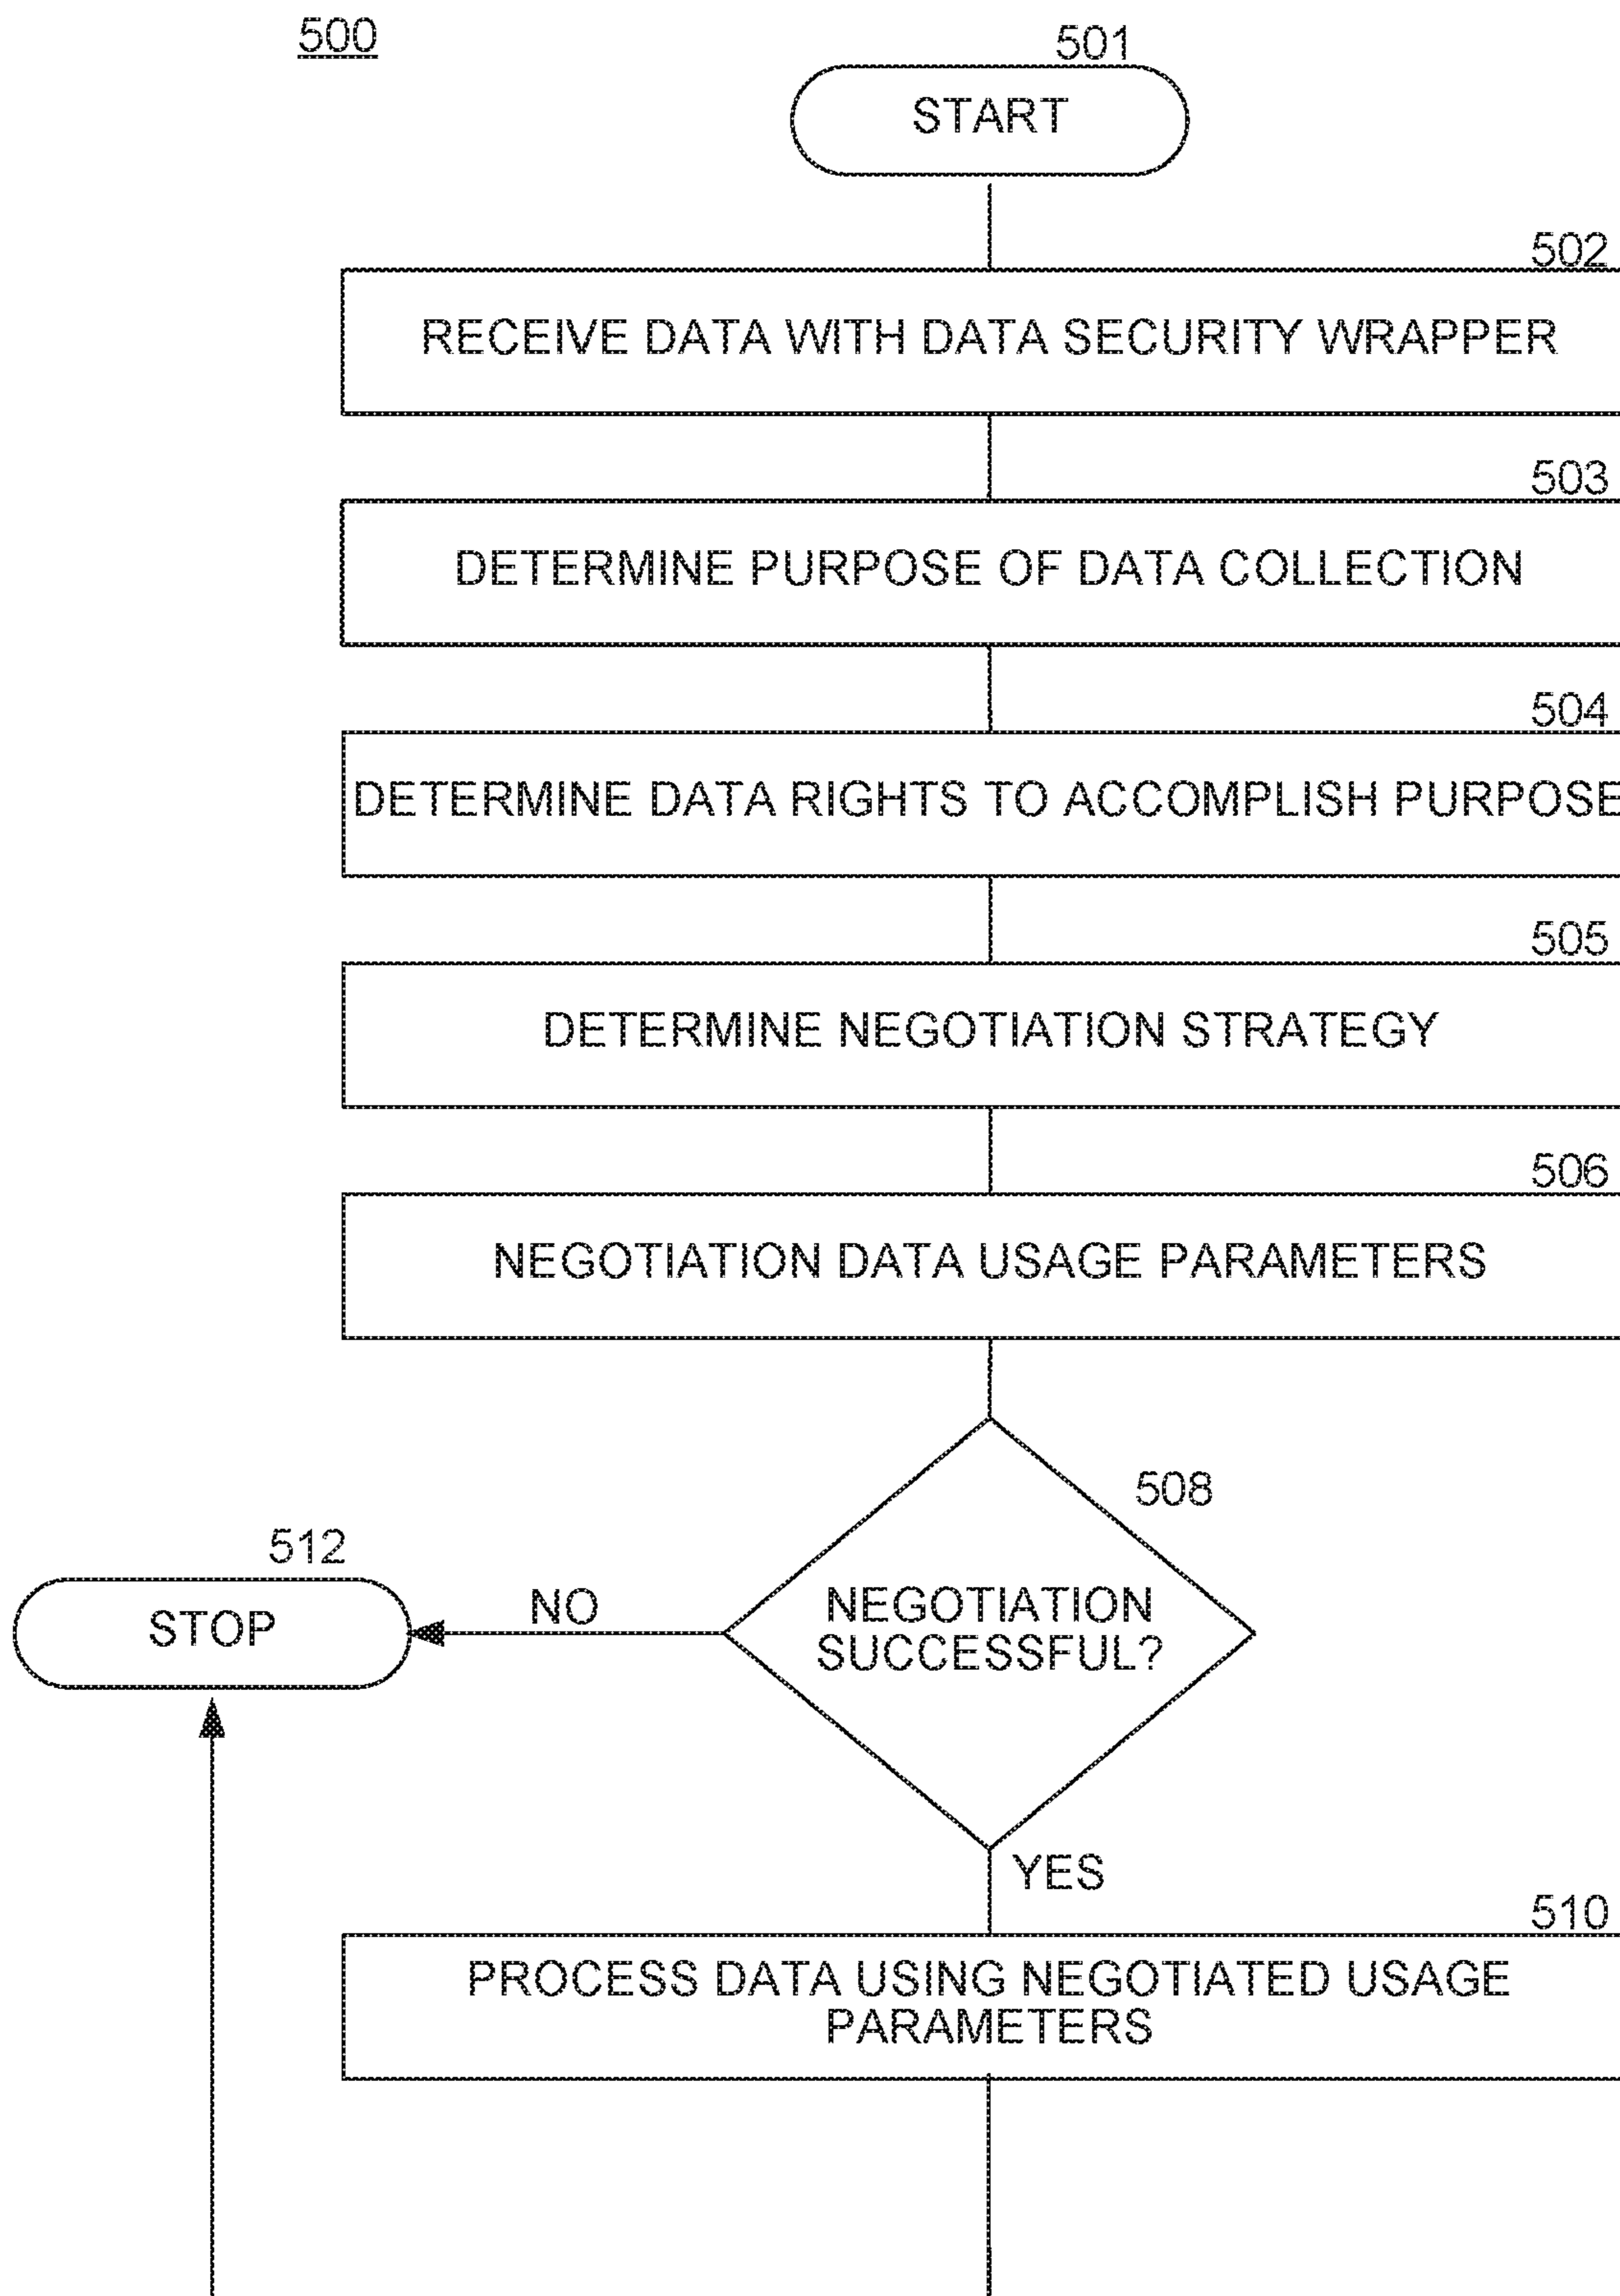 500
501
START
502
RECEIVE DATA WITH DATA SECURITY WRAPPER
503
DETERMINE PURPOSE OF DATA COLLECTION
504
DETERMINE DATA RIGHTS TO ACCOMPLISH PURPOSE
505
DETERMINE NEGOTIATION STRATEGY
506
NEGOTIATION DATA USAGE PARAMETERS
508
NEGOTIATION
SUCCESSFUL?
512
STOP
NO
YES
510
PROCESS DATA USING NEGOTIATED USAGE
PARAMETERS